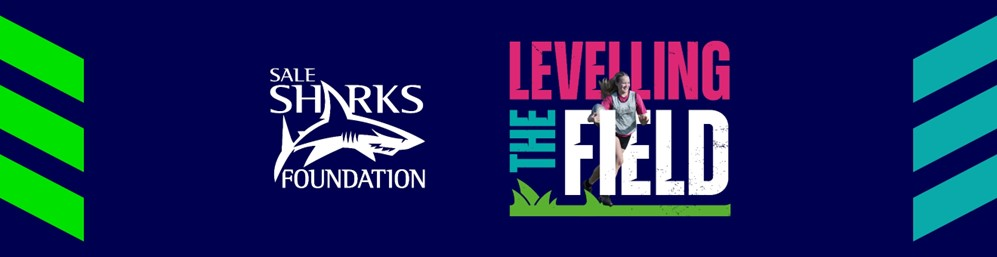 SALE
SHARKS
FOUNDATION
LEVELLING
THE
FIELD